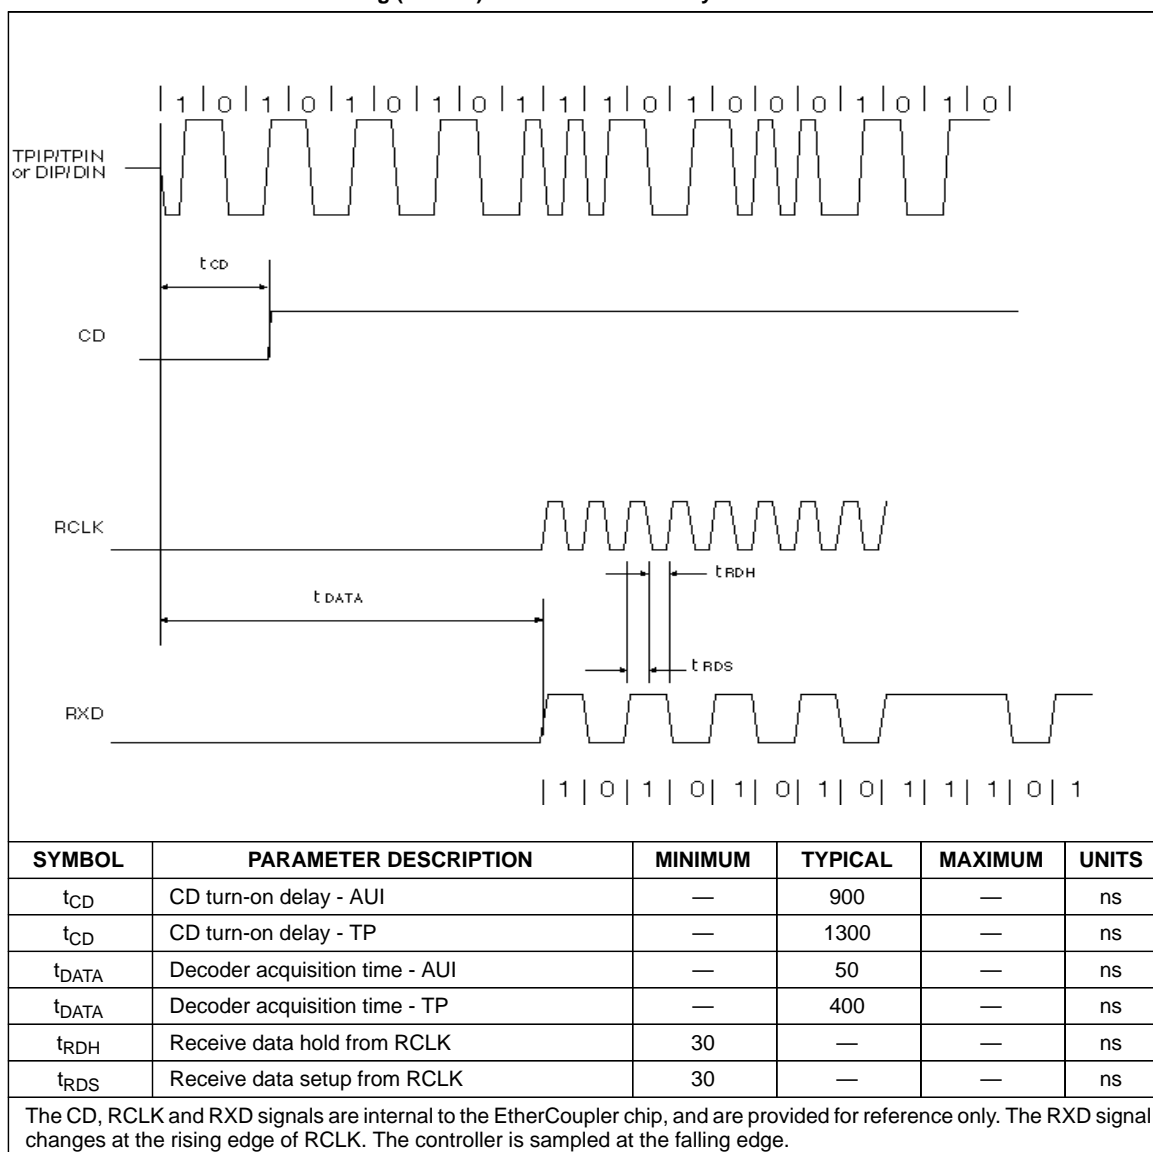 | 1 | 0 | 1 | 0 | 1 | 0 | 1 | 0 | 1 | 1 | 1 | 0 | 1 | 0 | 0 | 0 | 1 | 0 | 1 | 0 |
TPIP/TPIN
or DIP/DIN
t CD
CD
RCLK
t RDH
t DATA
t RDS
RXD
| 1 | 0 | 1 | 0 | 1 | 0 | 1 | 0 | 1 | 1 | 1 | 0 | 1
SYMBOL PARAMETER DESCRIPTION MINIMUM TYPICAL MAXIMUM UNITS
tCD CD turn-on delay - AUI — 900 — ns
tCD CD turn-on delay - TP — 1300 — ns
tDATA Decoder acquisition time - AUI — 50 — ns
tDATA Decoder acquisition time - TP — 400 — ns
tRDH Receive data hold from RCLK 30 — — ns
tRDS Receive data setup from RCLK 30 — — ns
The CD, RCLK and RXD signals are internal to the EtherCoupler chip, and are provided for reference only. The RXD signal
changes at the rising edge of RCLK. The controller is sampled at the falling edge.